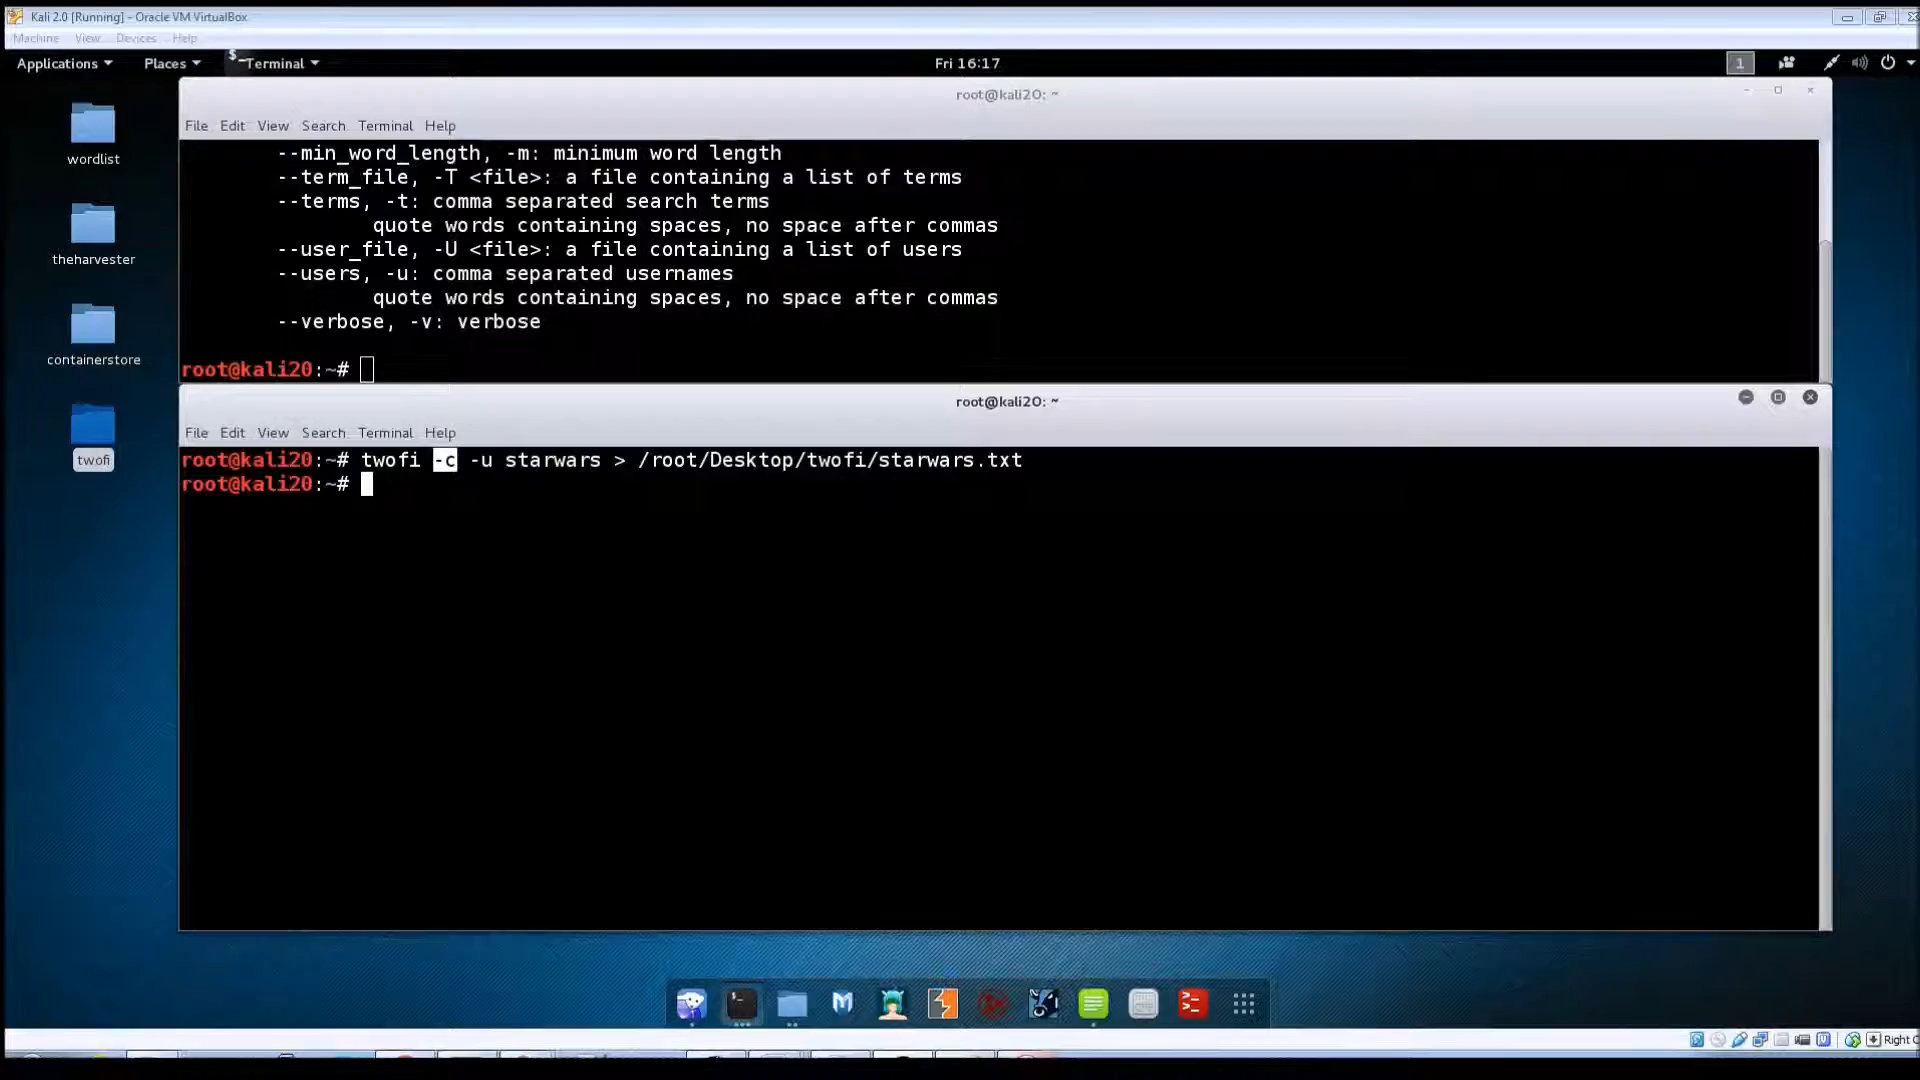 Kali 2.0 [Running] - Oracle VM VirtualBox
Machine View Devices Help
Applications Places Terminal Fri 16:17 1
root@kali20: ~
File Edit View Search Terminal Help
--min_word_length, -m: minimum word length
--term_file, -T <file>: a file containing a list of terms
--terms, -t: comma separated search terms
quote words containing spaces, no space after commas
--user_file, -U <file>: a file containing a list of users
--users, -u: comma separated usernames
quote words containing spaces, no space after commas
--verbose, -v: verbose
root@kali20:~#
root@kali20: ~
File Edit View Search Terminal Help
root@kali20:~# twofi -c -u starwars > /root/Desktop/twofi/starwars.txt
root@kali20:~#
wordlist
theharvester
containerstore
twofi
Right C